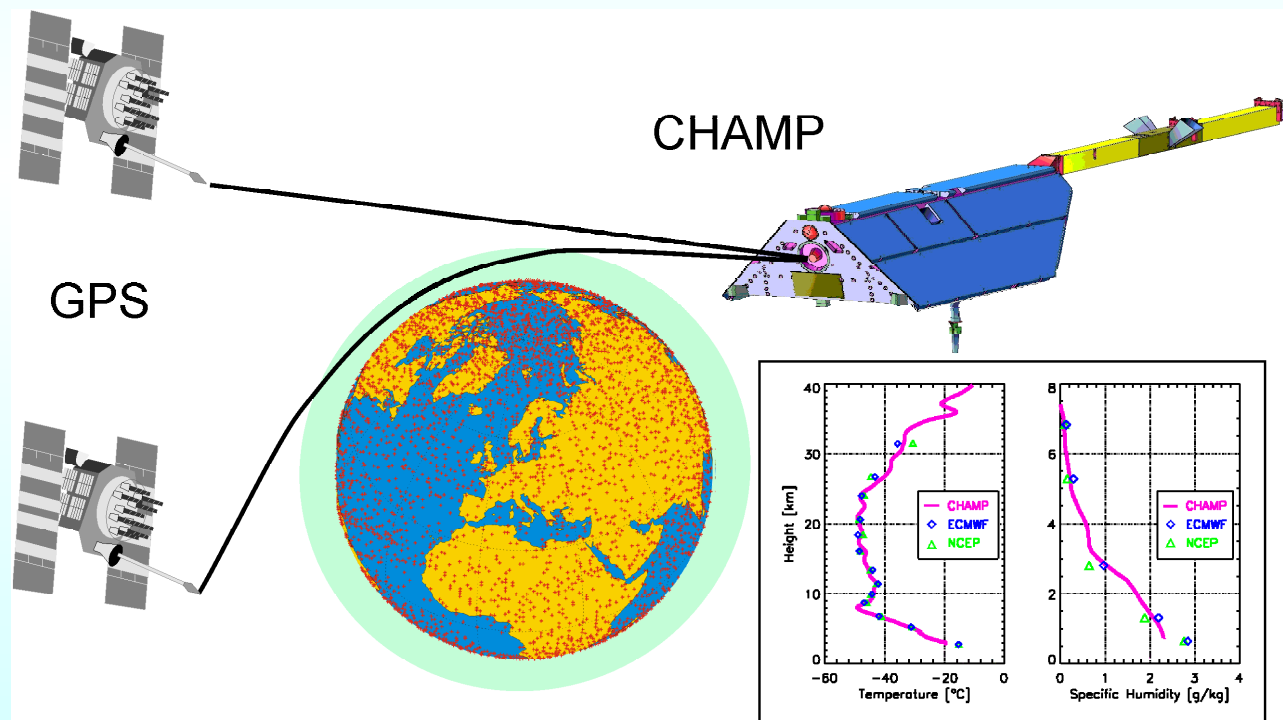 CHAMP
GPS
40
30
20
10
0
Height [km]
-60 -40 -20
Temperature [°C]
CHAMP
ECMWF
NCEP
8
6
4
2
0
0 1 2 3 4
Specific Humidity [g/kg]
CHAMP
ECMWF
NCEP